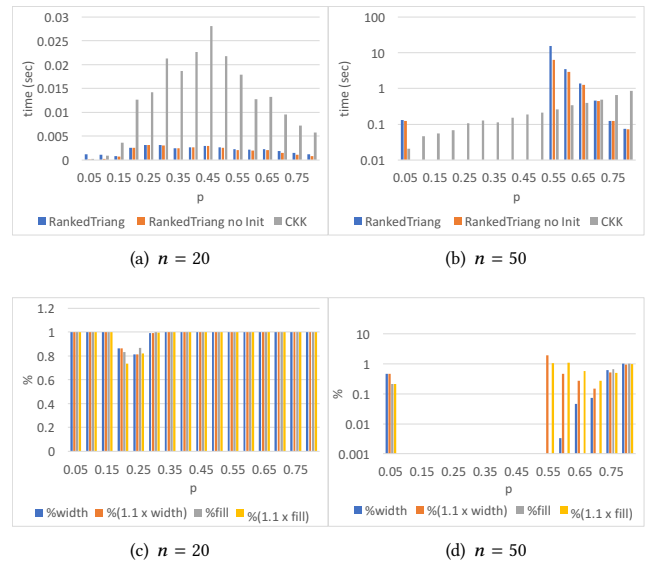 0.03
0.025
0.02
0.015
0.01
0.005
0
time (sec)
0.05 0.15 0.25 0.35 0.45 0.55 0.65 0.75
p
RankedTriang RankedTriang no Init CKK
(a) n = 20
100
10
1
0.1
0.01
time (sec)
0.05 0.15 0.25 0.35 0.45 0.55 0.65 0.75
p
RankedTriang RankedTriang no Init CKK
(b) n = 50
1.2
1
0.8
0.6
0.4
0.2
0
%
0.05 0.15 0.25 0.35 0.45 0.55 0.65 0.75
p
%width %(1.1 x width) %fill %(1.1 x fill)
(c) n = 20
10
1
0.1
0.01
0.001
%
0.05 0.15 0.25 0.35 0.45 0.55 0.65 0.75
p
%width %(1.1 x width) %fill %(1.1 x fill)
(d) n = 50